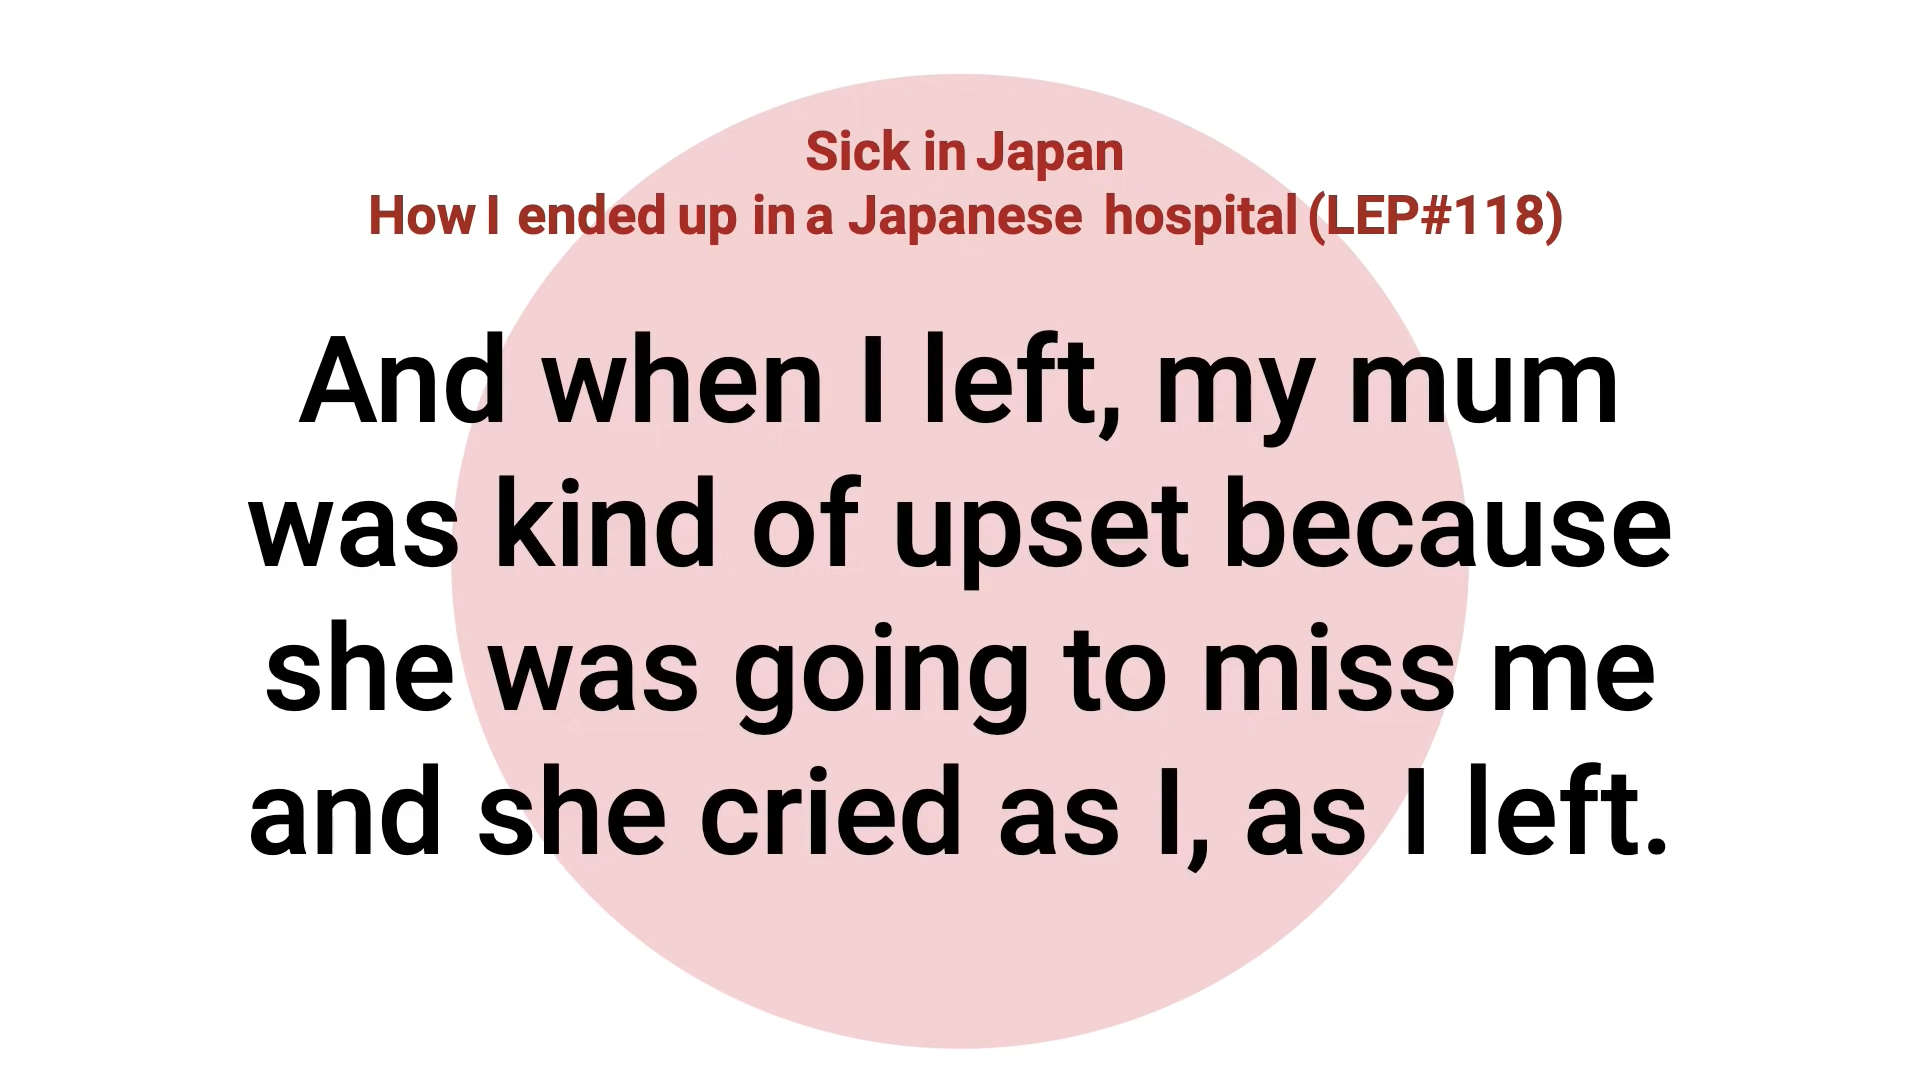 Sick in Japan
How I ended up in a Japanese hospital (LEP#118)
And when I left, my mum
was kind of upset because
she was going to miss me
and she cried as I, as I left.